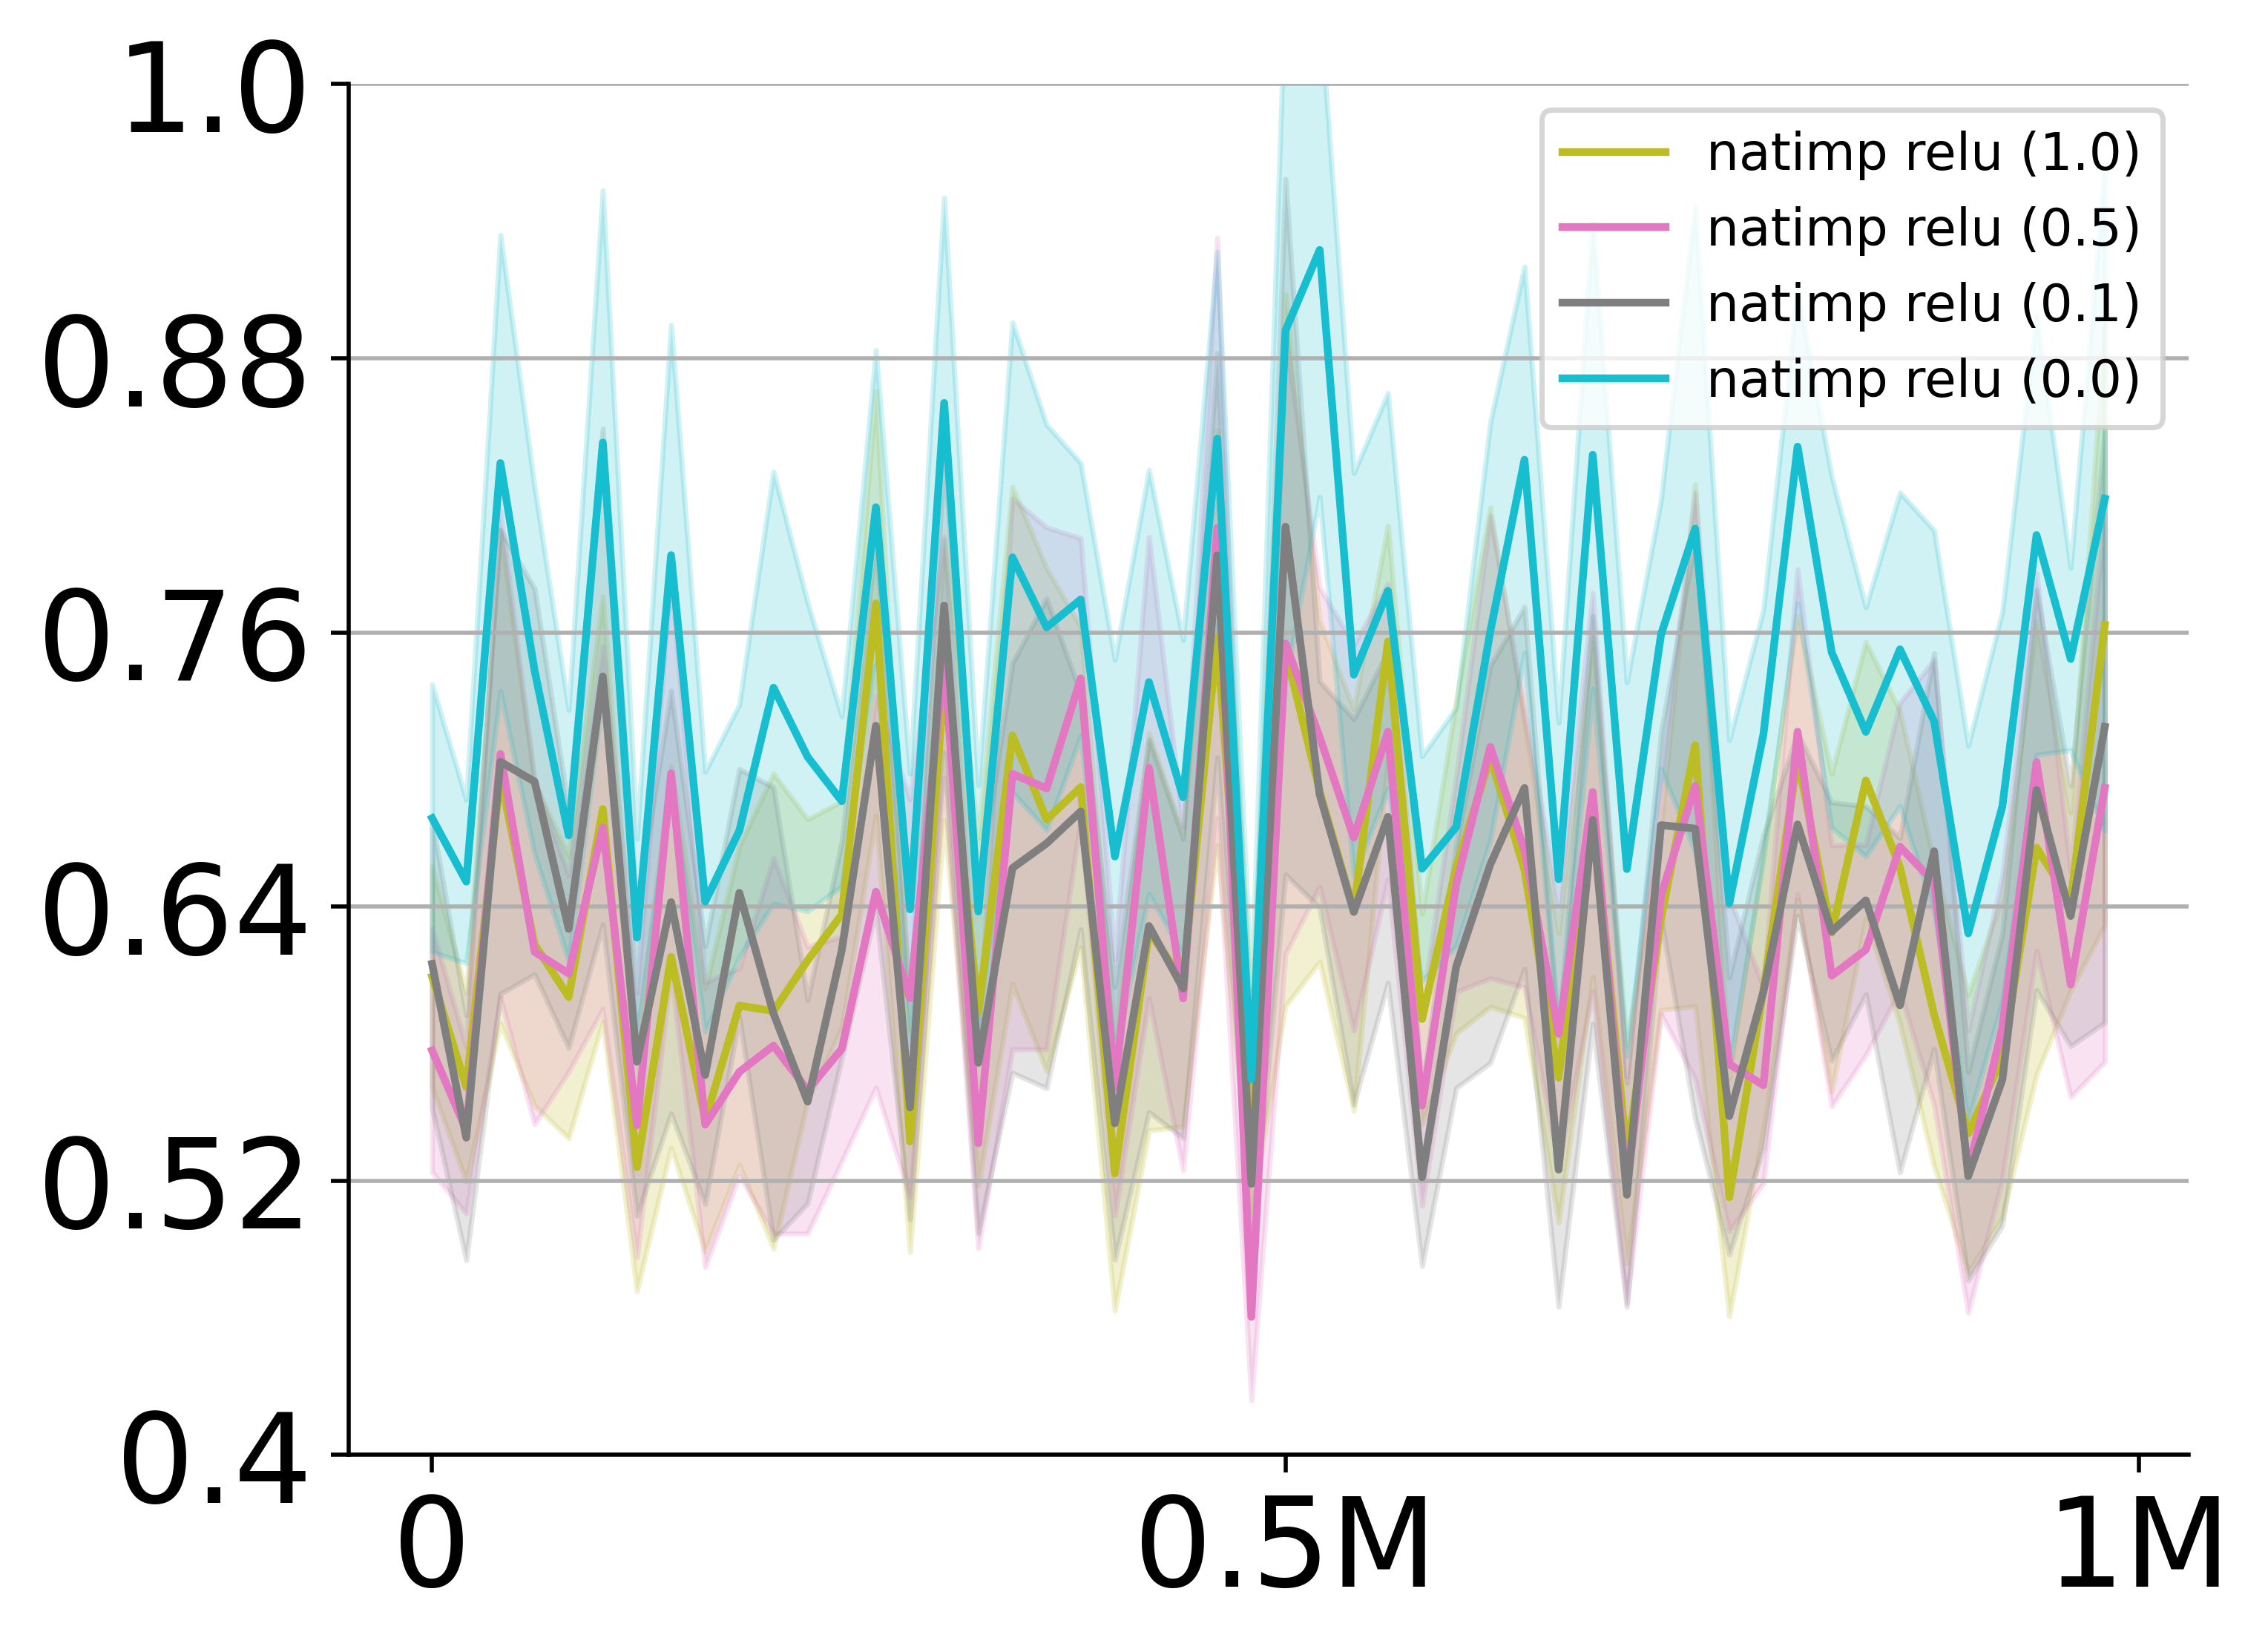 1.0
0.88
0.76
0.64
0.52
0.4
0
0.5M
1M
natimp relu (1.0)
natimp relu (0.5)
natimp relu (0.1)
natimp relu (0.0)